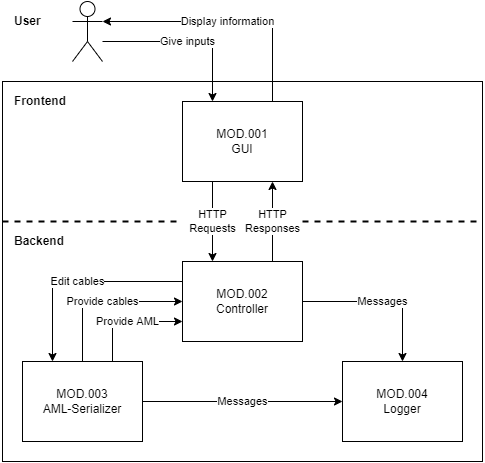 User
Display information
Give inputs
Frontend
MOD.001
GUI
HTTP
Requests
HTTP
Responses
Backend
Edit cables
Provide cables
Provide AML
MOD.002
Controller
Messages
MOD.003
AML-Serializer
Messages
MOD.004
Logger